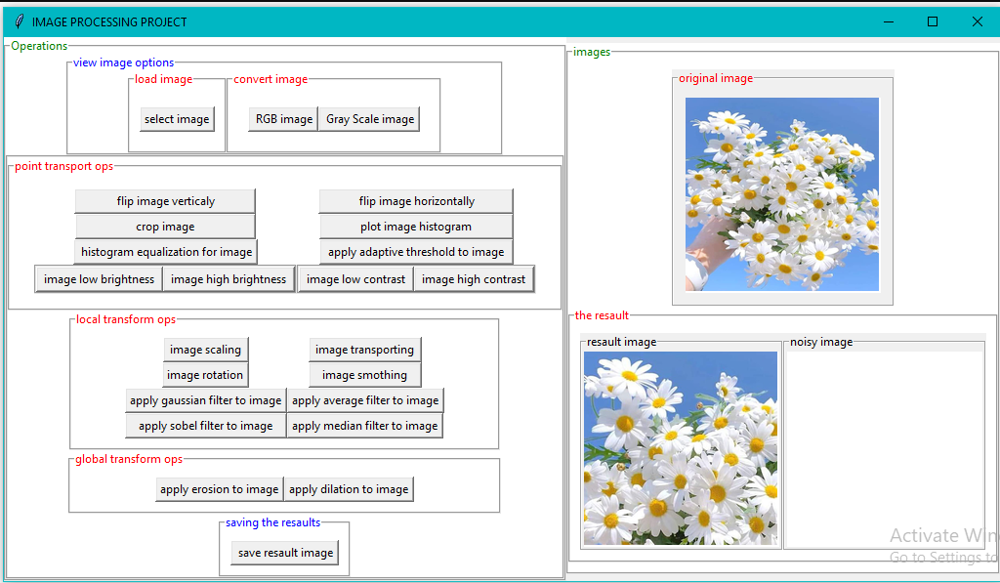 IMAGE PROCESSING PROJECT
Operations
view image options
load image
convert image
select image
RGB image
Gray Scale image
point transport ops
flip image verticaly
flip image horizontally
crop image
plot image histogram
histogram equalization for image
apply adaptive threshold to image
image low brightness
image high brightness
image low contrast
image high contrast
local transform ops
image scaling
image transporting
image rotation
image smothing
apply gaussian filter to image
apply average filter to image
apply sobel filter to image
apply median filter to image
global transform ops
apply erosion to image
apply dilation to image
saving the resaults
save resault image
images
original image
the resault
resault image
noisy image
Activate Win
Go to Settings to